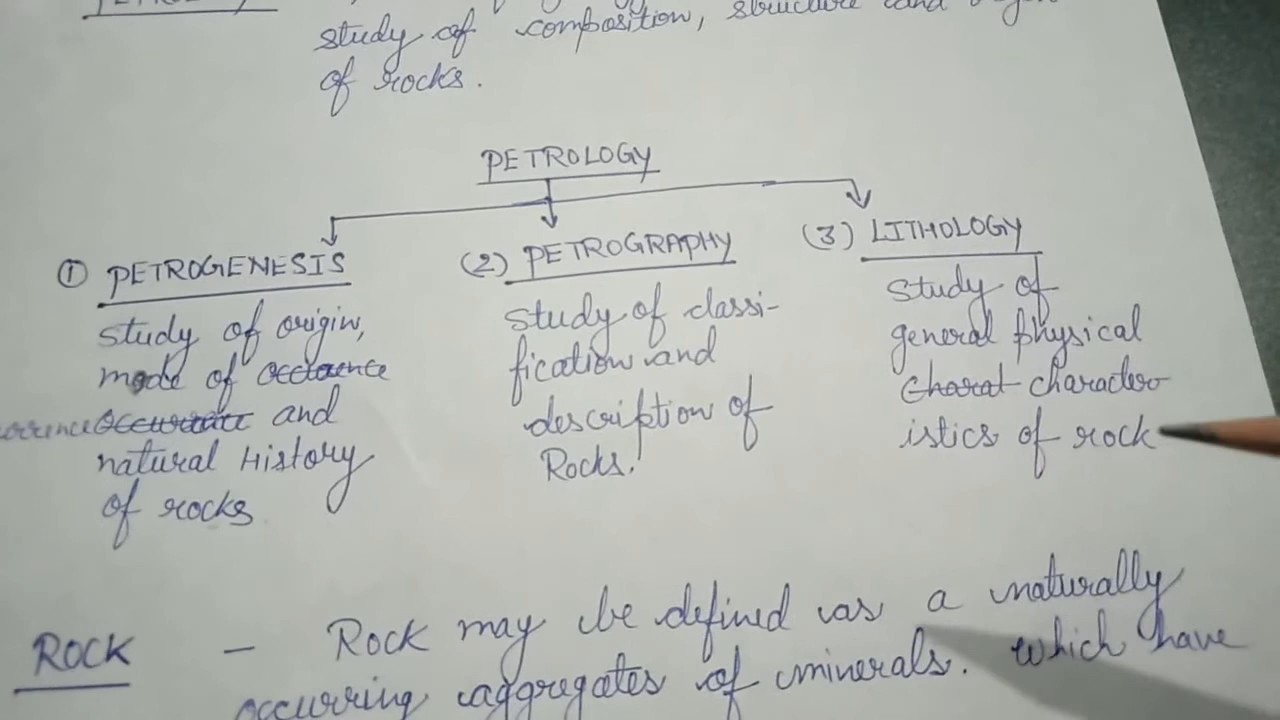 study of composition, structure and
of rocks.
PETROLOGY
① PETROGENESIS
study of origin,
mode of
and
natural History
of rocks
(2) PETROGRAPHY
Study of classi-
fication and
description of
Rocks.
(3) LITHOLOGY
Study of
general physical
Charat character
istics of rock
ROCK - Rock may be defined as a naturally
occurring aggregates of minerals. which have